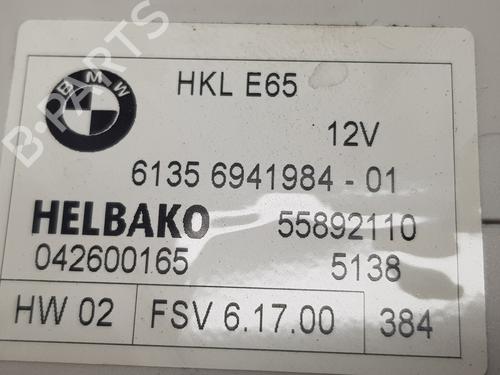 BMW
HKL E65
12V
6135 6941984 - 01
HELBAKO 55892110
042600165 5138
HW 02 FSV 6.17.00 384
B-PARTS